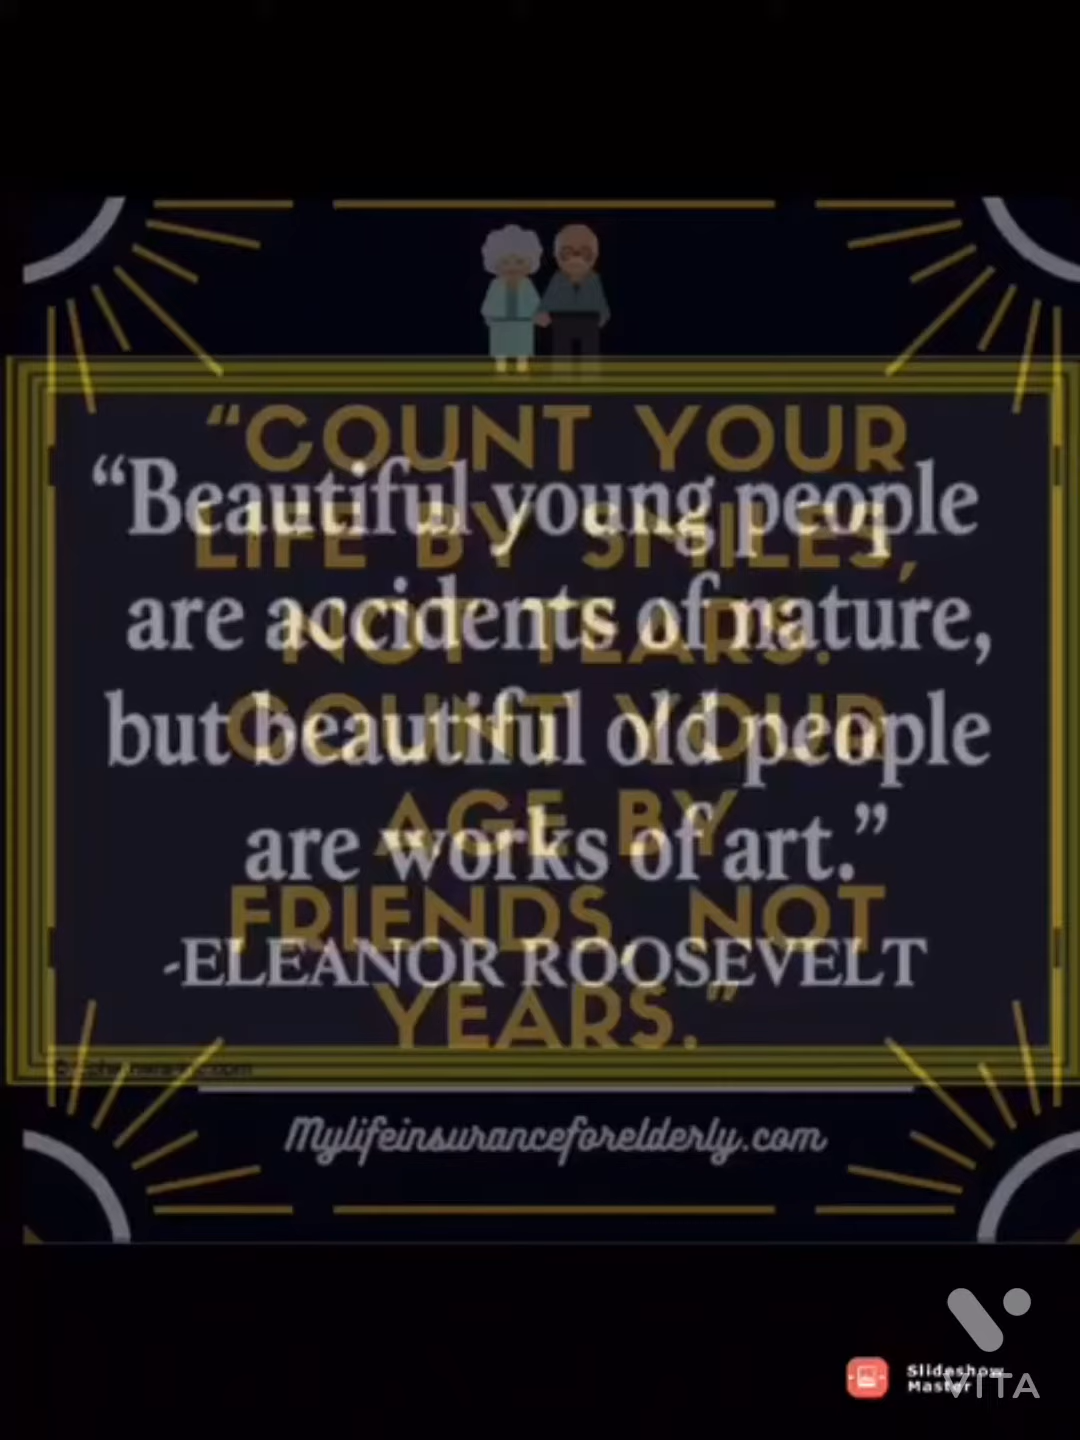 “COUNT YOUR
LIFE BY SMILES,
NOT TEARS.
COUNT YOUR
AGE BY
FRIENDS, NOT
YEARS.”
“Beautiful young people
are accidents of nature,
but beautiful old people
are works of art.”
-ELEANOR ROOSEVELT
Mylifeinsuranceforelderly.com
Slideshow
Master
VITA